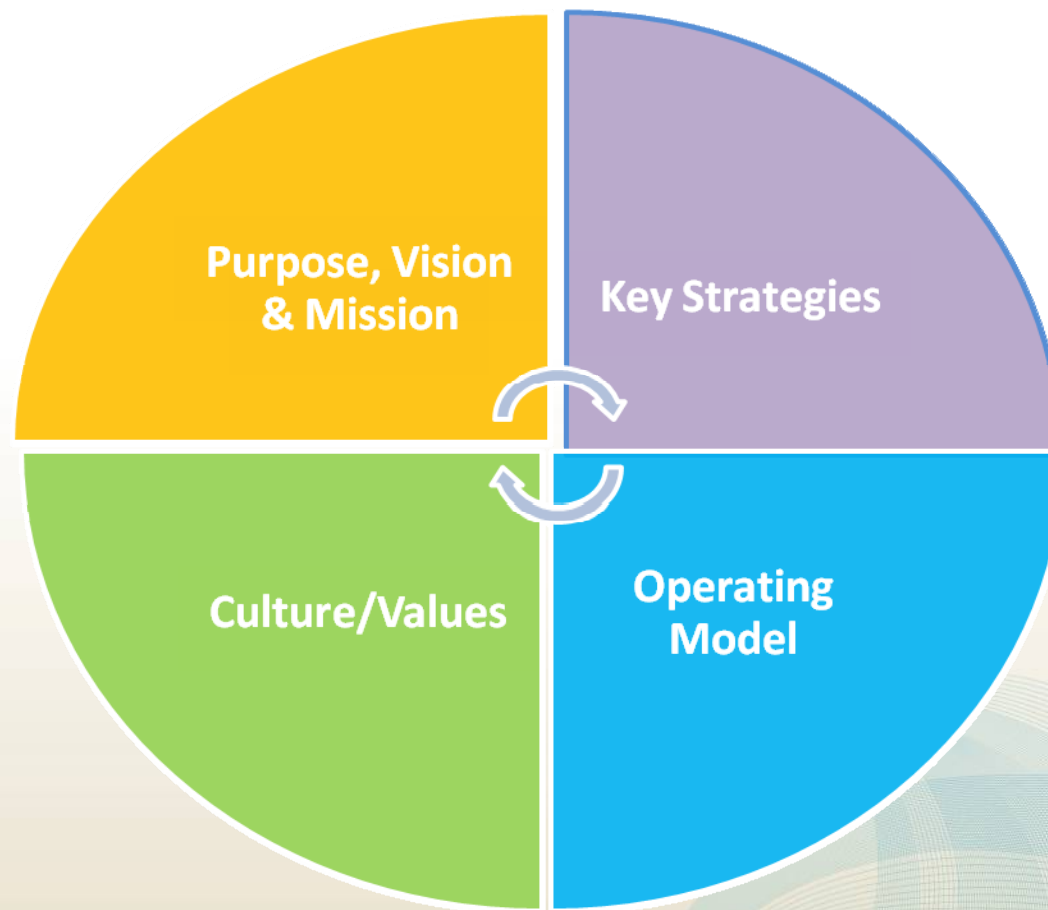 Purpose, Vision
& Mission
Key Strategies
Culture/Values
Operating
Model